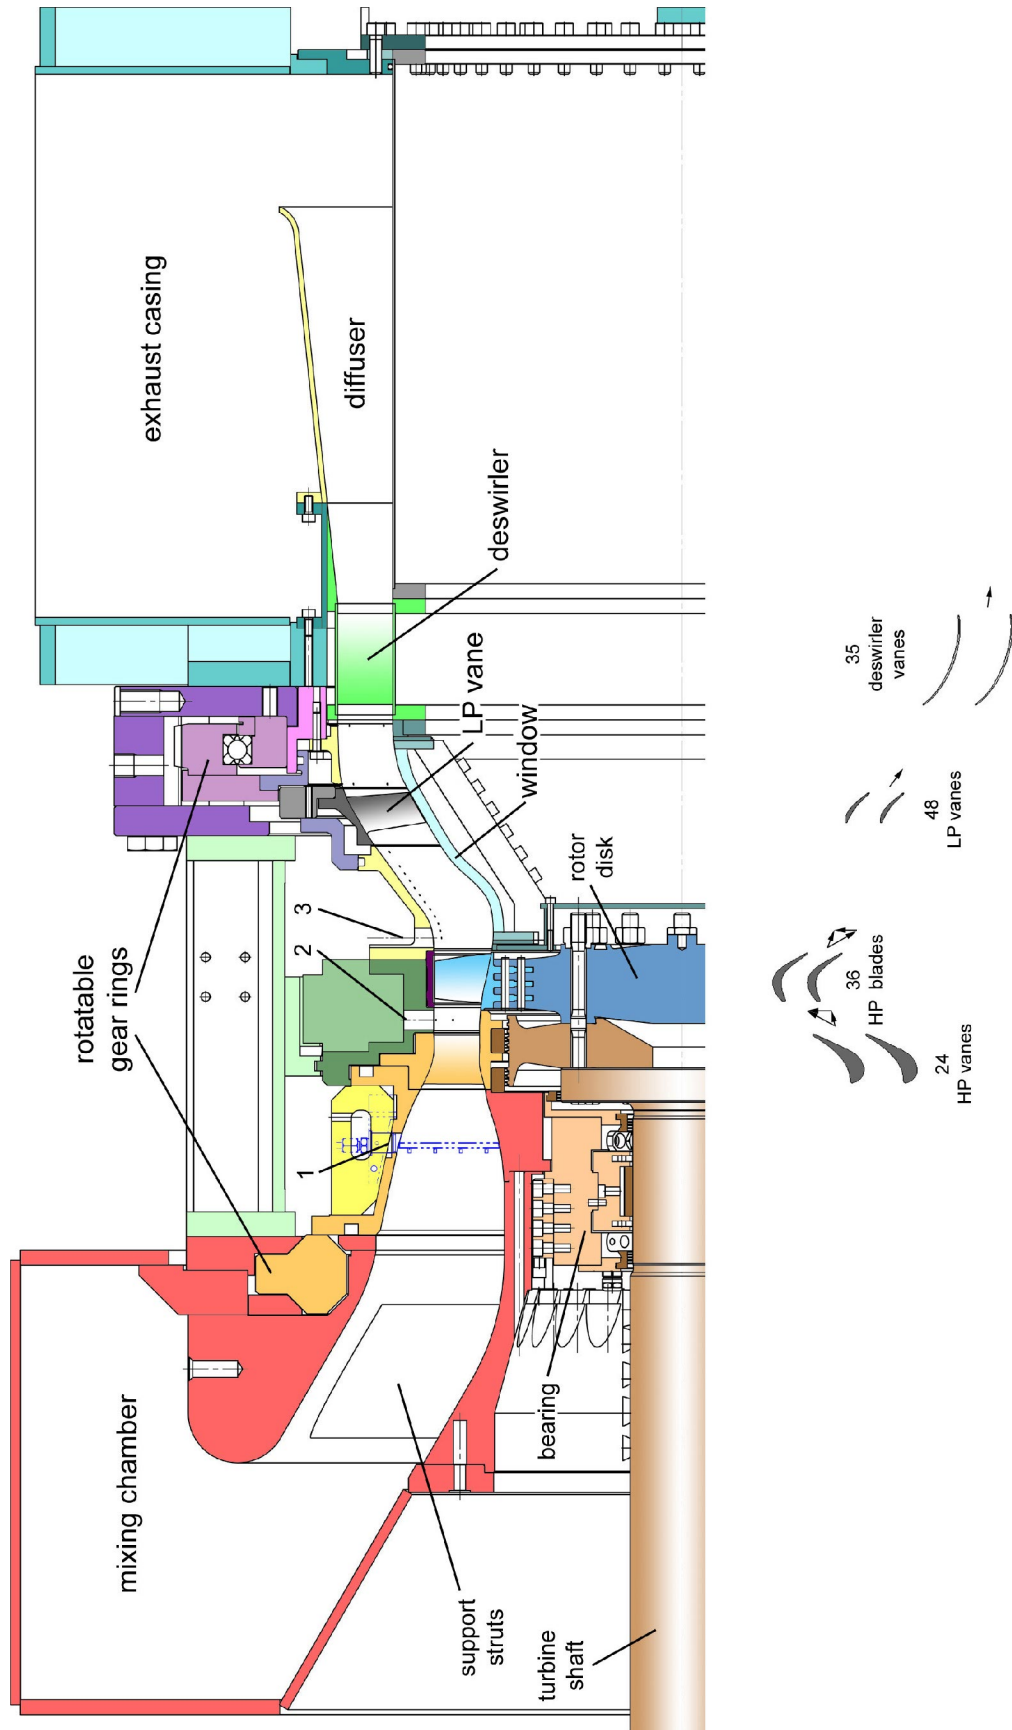 mixing chamber
exhaust casing
rotatable
gear rings
diffuser
deswirler
LP vane
window
1
2
3
rotor
disk
support
struts
bearing
turbine
shaft
24
HP vanes
36
HP blades
48
LP vanes
35
deswirler
vanes